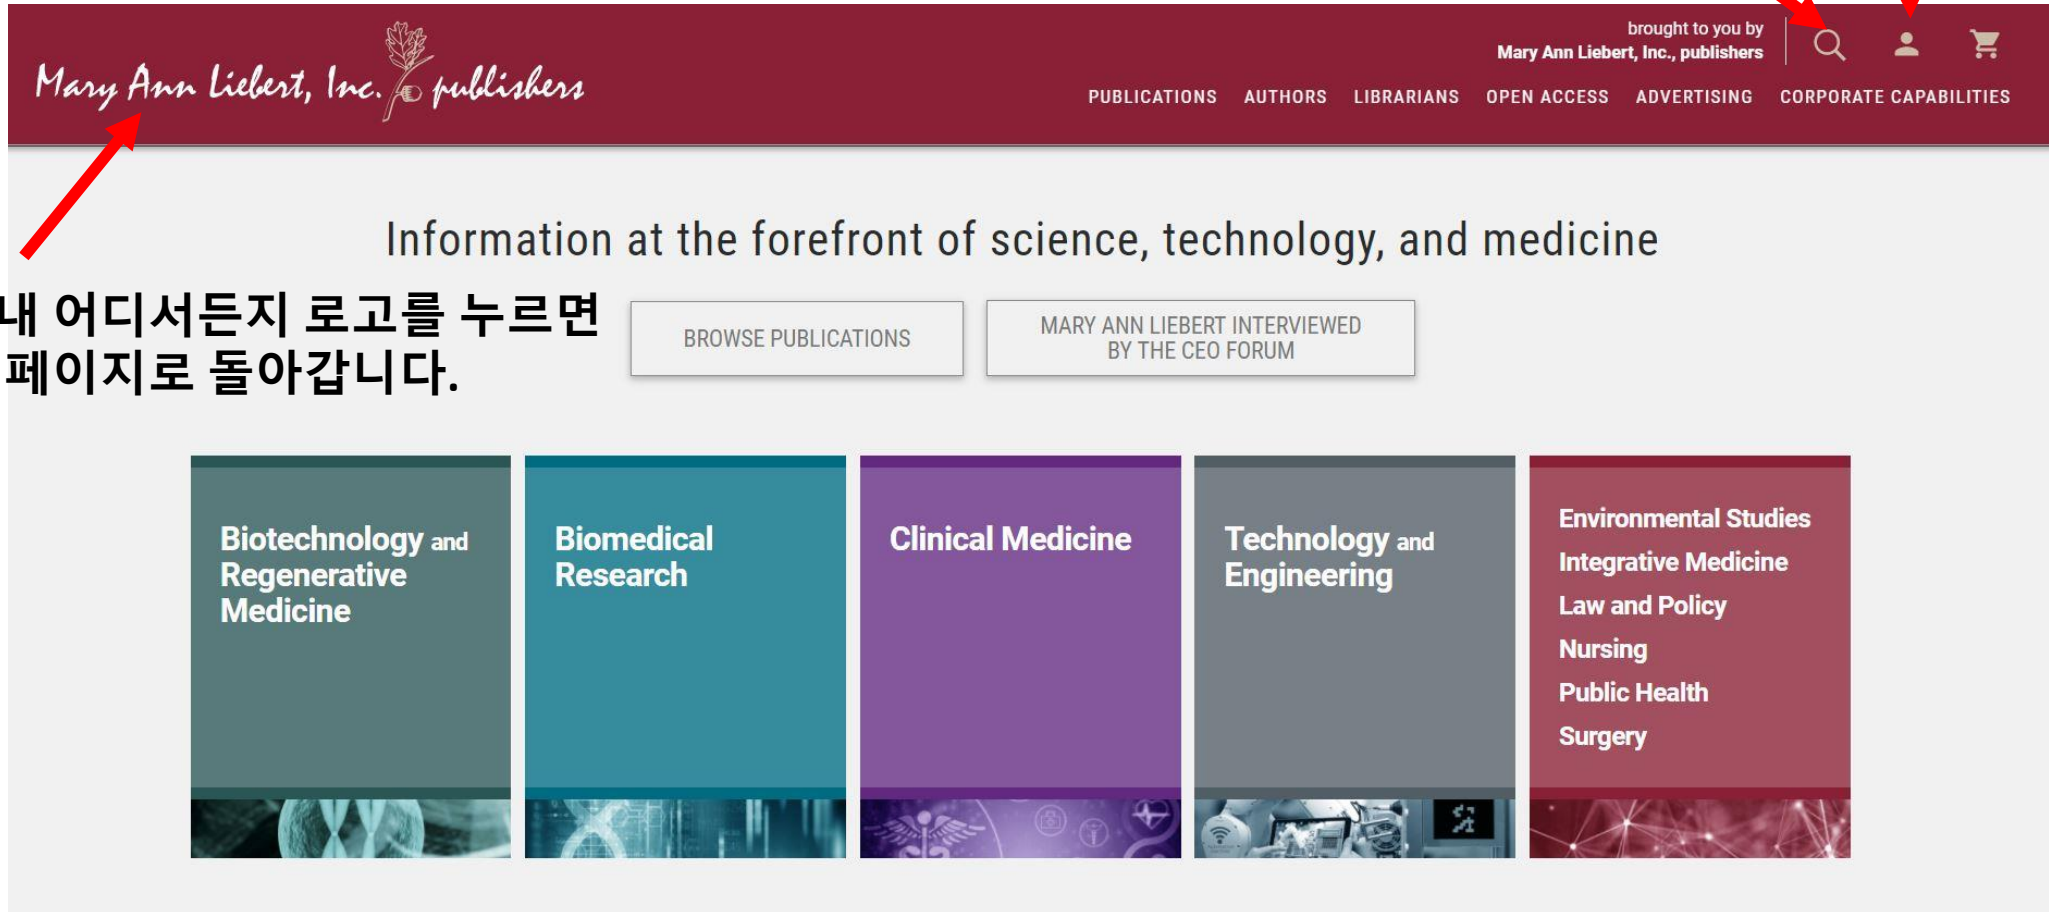 Mary Ann Liebert, Inc. publishers
brought to you by
Mary Ann Liebert, Inc., publishers
PUBLICATIONS AUTHORS LIBRARIANS OPEN ACCESS ADVERTISING CORPORATE CAPABILITIES
Information at the forefront of science, technology, and medicine
내 어디서든지 로고를 누르면
페이지로 돌아갑니다.
BROWSE PUBLICATIONS
MARY ANN LIEBERT INTERVIEWED
BY THE CEO FORUM
Biotechnology and
Regenerative
Medicine
Biomedical
Research
Clinical Medicine
Technology and
Engineering
Environmental Studies
Integrative Medicine
Law and Policy
Nursing
Public Health
Surgery